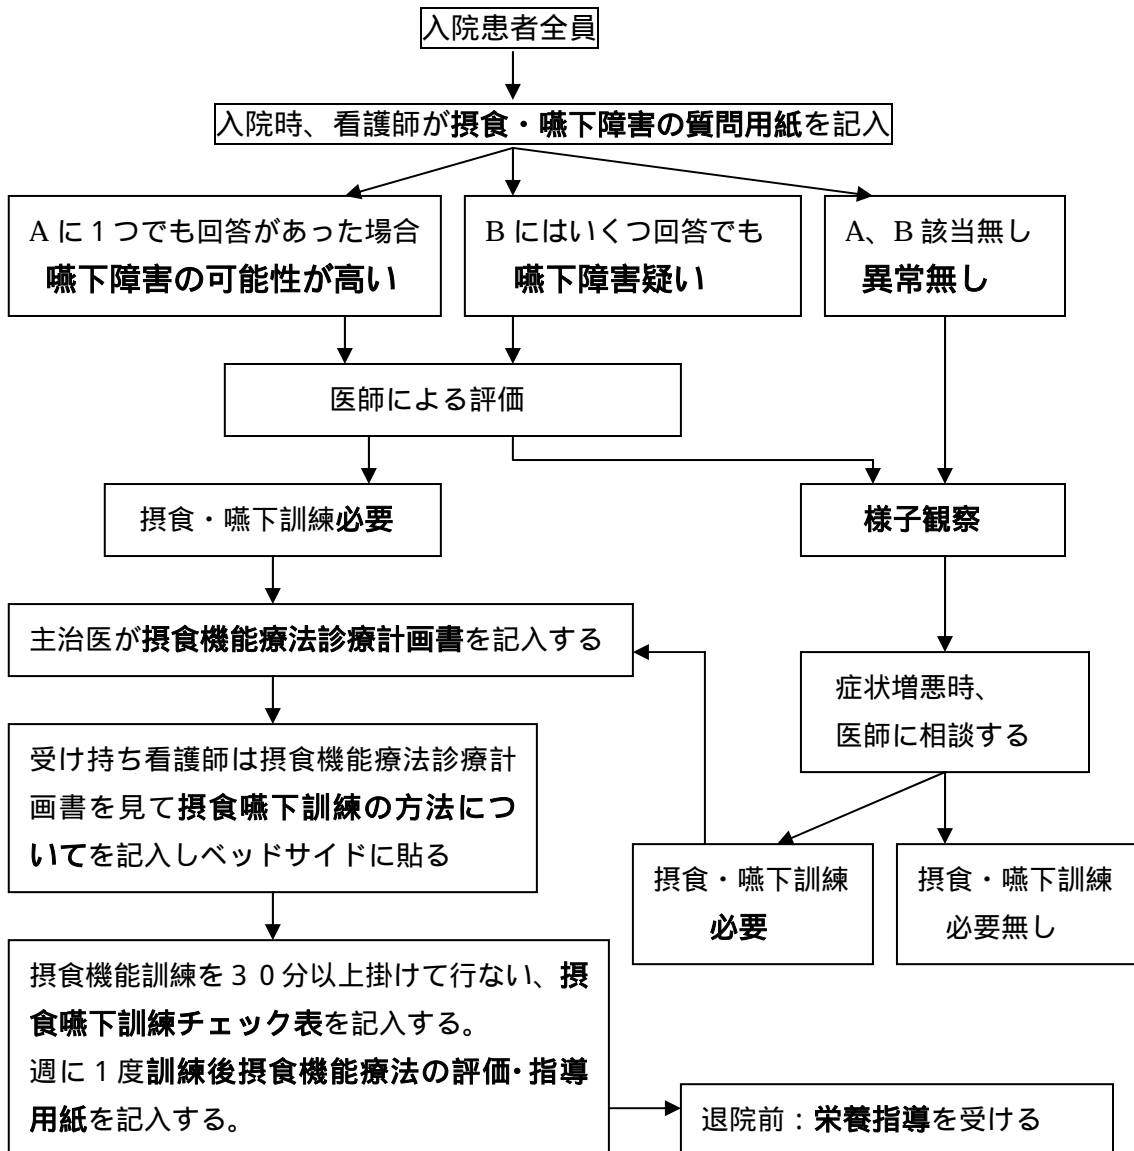 入院患者全員
入院時、看護師が摂食・嚥下障害の質問用紙を記入
Aに1つでも回答があった場合
嚥下障害の可能性が高い
Bにはいくつ回答でも
嚥下障害疑い
A、B該当無し
異常無し
医師による評価
摂食・嚥下訓練必要
様子観察
主治医が摂食機能療法診療計画書を記入する
症状増悪時、
医師に相談する
受け持ち看護師は摂食機能療法診療計
画書を見て摂食嚥下訓練の方法につ
いてを記入しベッドサイドに貼る
摂食・嚥下訓練
必要
摂食・嚥下訓練
必要無し
摂食機能訓練を30分以上掛けて行ない、摂
食嚥下訓練チェック表を記入する。
週に1度訓練後摂食機能療法の評価・指導
用紙を記入する。
退院前：栄養指導を受ける